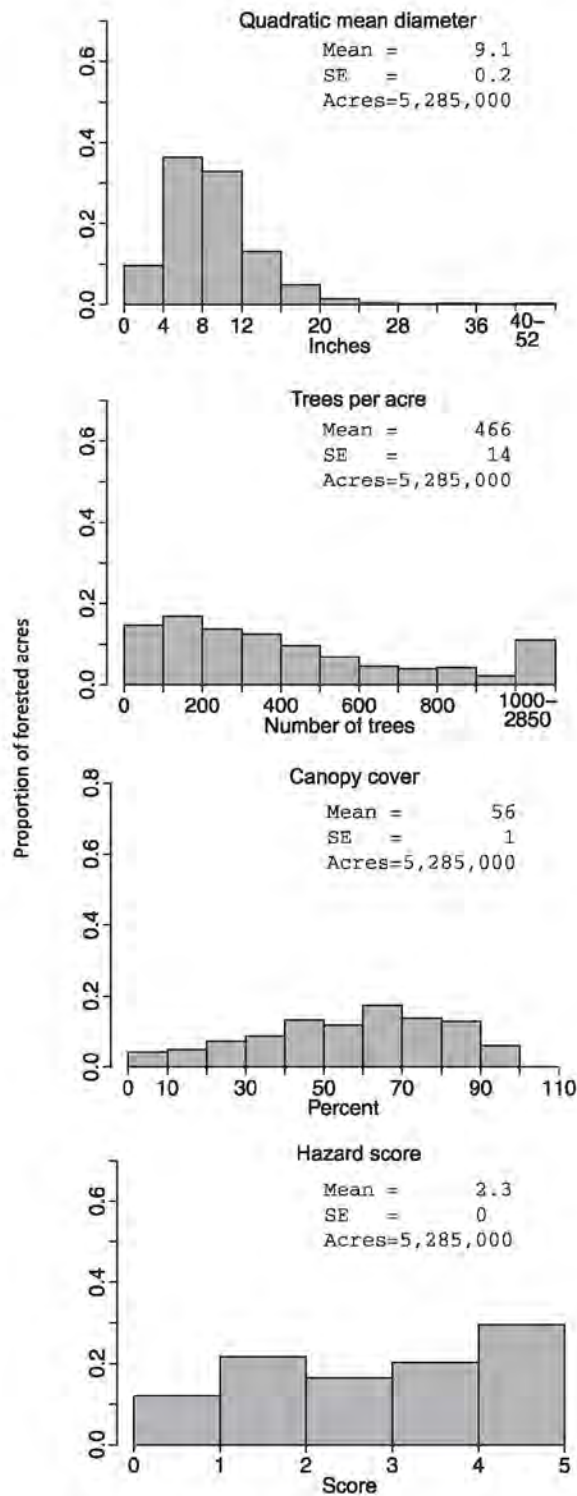 Proportion of forested acres
Quadratic mean diameter
Mean = 9.1
SE = 0.2
Acres=5,285,000
0.6
0.4
0.2
0.0
0 4 8 12 20 28 36 40–
52
Inches
Trees per acre
Mean = 466
SE = 14
Acres=5,285,000
0.6
0.4
0.2
0.0
0 200 400 600 800 1000–
2850
Number of trees
Canopy cover
Mean = 56
SE = 1
Acres=5,285,000
0.8
0.6
0.4
0.2
0.0
0 10 30 50 70 90 110
Percent
Hazard score
Mean = 2.3
SE = 0
Acres=5,285,000
0.6
0.4
0.2
0.0
0 1 2 3 4 5
Score